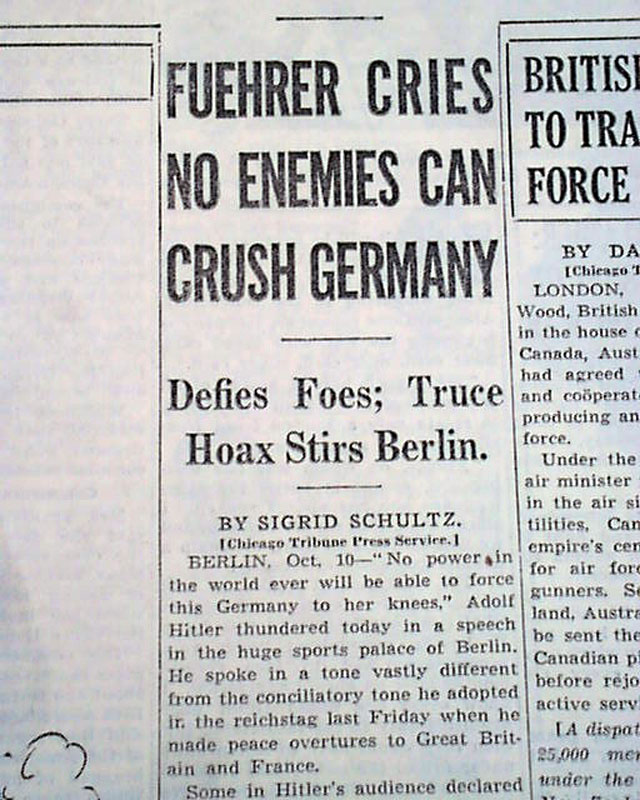 FUEHRER CRIES
NO ENEMIES CAN
CRUSH GERMANY
Defies Foes; Truce
Hoax Stirs Berlin.
BY SIGRID SCHULTZ.
[Chicago Tribune Press Service.]
BERLIN, Oct, 10—“No power in
the world ever will be able to force
this Germany to her knees,” Adolf
Hitler thundered today in a speech
in the huge sports palace of Berlin.
He spoke in a tone vastly different
from the conciliatory tone he adopted
in the reichstag last Friday when he
made peace overtures to Great Brit-
ain and France.
Some in Hitler's audience declared
BRITISH
TO TRA
FORCE
BY DA
[Chicago T
LONDON,
Wood, British
in the house o
Canada, Aust
had agreed
and coöperat
producing an
force.
Under the
air minister
in the air si
tilities, Can
empire's cen
for air forc
gunners. Se
land, Austra
be sent the
Canadian pi
before rejo
active serv
[A dispat
25,000 men
under the